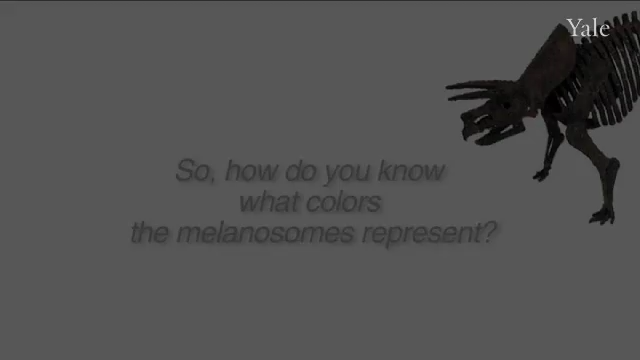 Yale
So, how do you know
what colors
the melanosomes represent?